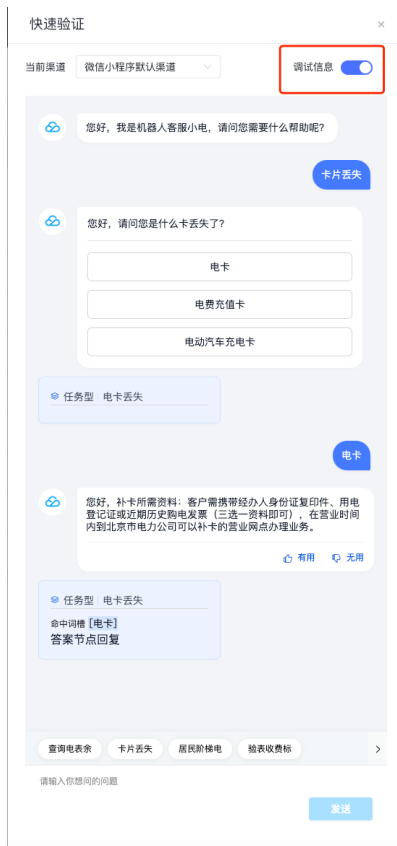 快速验证
当前渠道 微信小程序默认渠道 调试信息
您好，我是机器人客服小电，请问您需要什么帮助呢?
卡片丢失
您好，请问您是什么卡丢失了?
电卡
电费充值卡
电动汽车充电卡
任务型 电卡丢失
电卡
您好，补卡所需资料：客户需携带经办人身份证复印件、用电
登记证或近期历史购电发票（三选一资料即可），在营业时间
内到北京市电力公司可以补卡的营业网点办理业务。
有用 无用
任务型 电卡丢失
命中词槽 [电卡]
答案节点回复
查询电表余 卡片丢失 居民阶梯电 验表收费标
请输入你想问的问题
发送